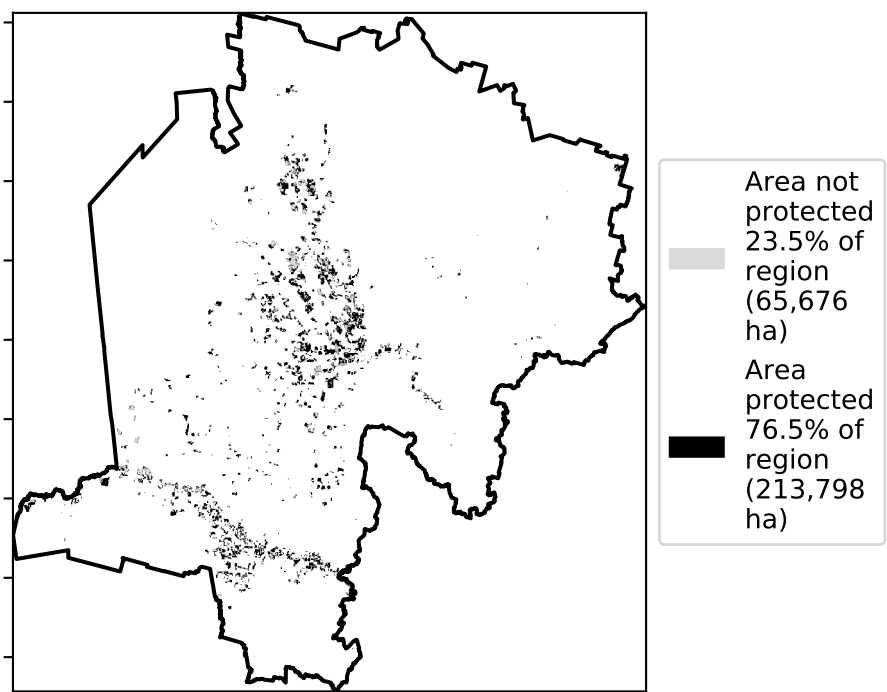 Area not
protected
23.5% of
region
(65,676
ha)
Area
protected
76.5% of
region
(213,798
ha)